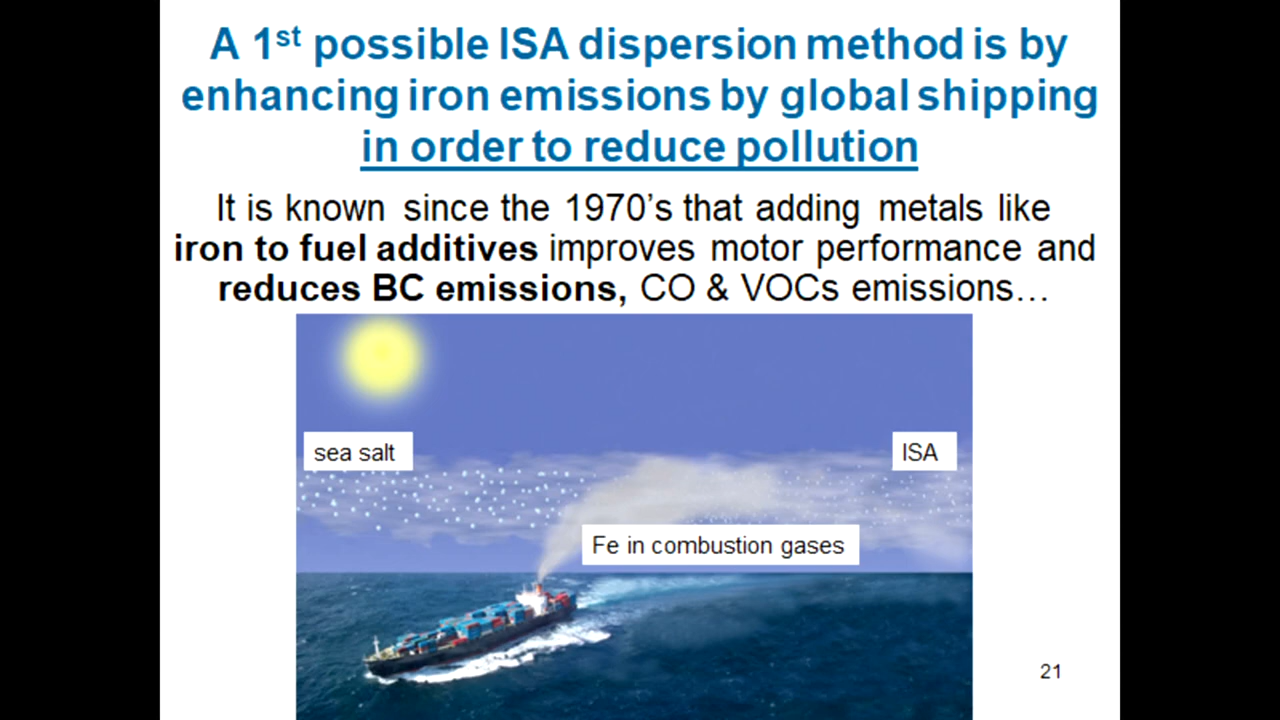 A 1st possible ISA dispersion method is by
enhancing iron emissions by global shipping
in order to reduce pollution
It is known since the 1970's that adding metals like
iron to fuel additives improves motor performance and
reduces BC emissions, CO & VOCs emissions…
sea salt
ISA
Fe in combustion gases
21